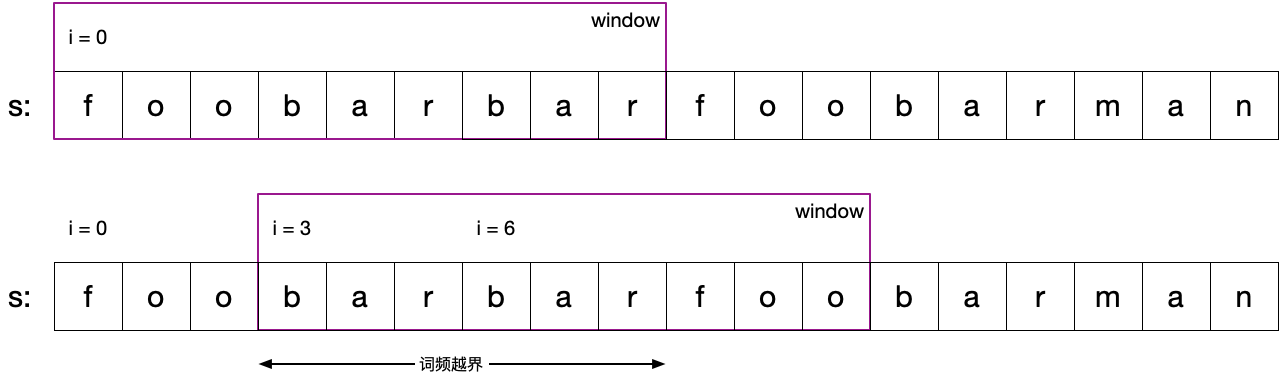 window
i = 0
s: f o o b a r b a r f o o b a r m a n
window
i = 0 i = 3 i = 6
s: f o o b a r b a r f o o b a r m a n
词频越界